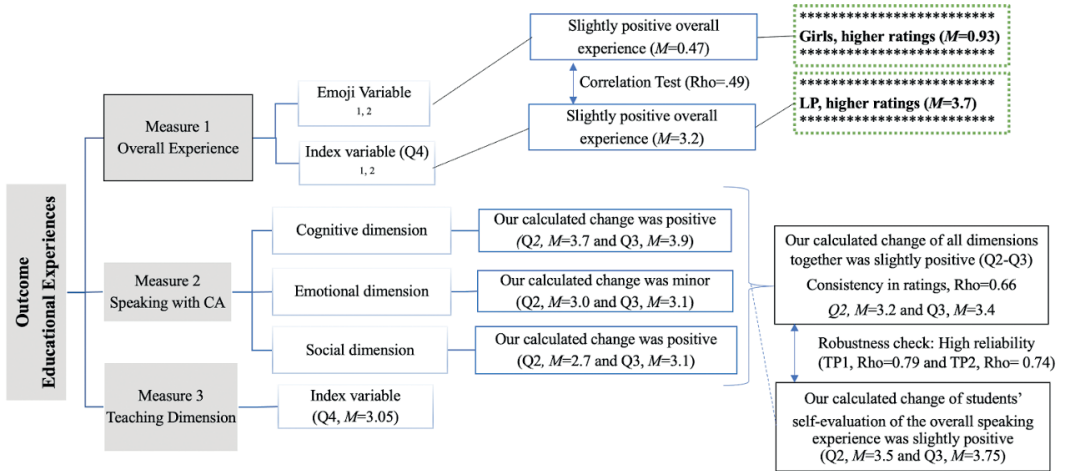 Outcome
Educational Experiences
Measure 1
Overall Experience
Emoji Variable
1, 2
Index variable (Q4)
1, 2
Slightly positive overall
experience (M=0.47)
Correlation Test (Rho=.49)
Slightly positive overall
experience (M=3.2)
*************************
Girls, higher ratings (M=0.93)
*************************
*************************
LP, higher ratings (M=3.7)
*************************
Measure 2
Speaking with CA
Cognitive dimension
Our calculated change was positive
(Q2, M=3.7 and Q3, M=3.9)
Emotional dimension
Our calculated change was minor
(Q2, M=3.0 and Q3, M=3.1)
Social dimension
Our calculated change was positive
(Q2, M=2.7 and Q3, M=3.1)
Our calculated change of all dimensions
together was slightly positive (Q2-Q3)
Consistency in ratings, Rho=0.66
Q2, M=3.2 and Q3, M=3.4
Robustness check: High reliability
(TP1, Rho=0.79 and TP2, Rho= 0.74)
Our calculated change of students’
self-evaluation of the overall speaking
experience was slightly positive
(Q2, M=3.5 and Q3, M=3.75)
Measure 3
Teaching Dimension
Index variable
(Q4, M=3.05)